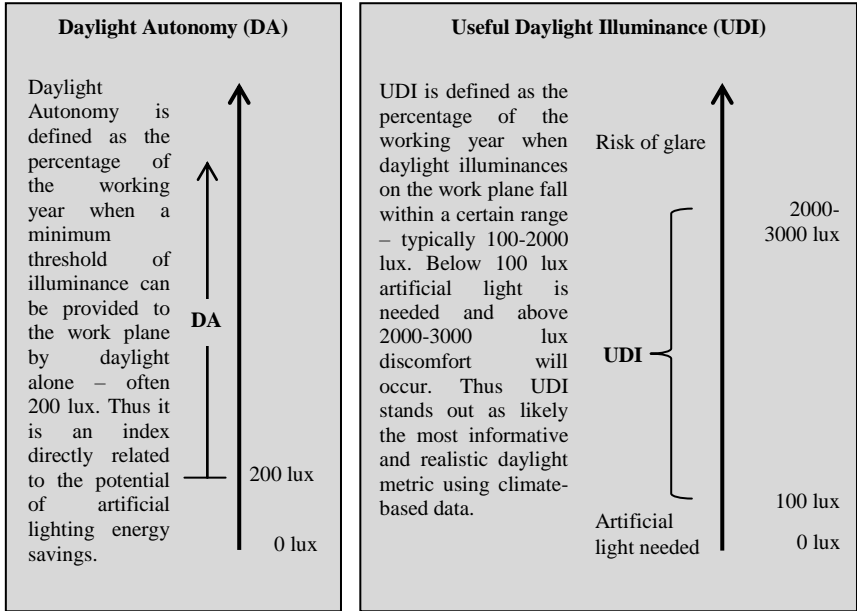 Daylight Autonomy (DA)
Daylight
Autonomy is
defined as the
percentage of
the working
year when a
minimum
threshold of
illuminance can
be provided to
the work plane
by daylight
alone – often
200 lux. Thus it
is an index
directly related
to the potential
of artificial
lighting energy
savings.
DA
200 lux
0 lux
Useful Daylight Illuminance (UDI)
UDI is defined as the
percentage of the
working year when
daylight illuminances
on the work plane fall
within a certain range
– typically 100-2000
lux. Below 100 lux
artificial light is
needed and above
2000-3000 lux
discomfort will
occur. Thus UDI
stands out as likely
the most informative
and realistic daylight
metric using climate-
based data.
Risk of glare
2000-
3000 lux
UDI
100 lux
Artificial
light needed
0 lux